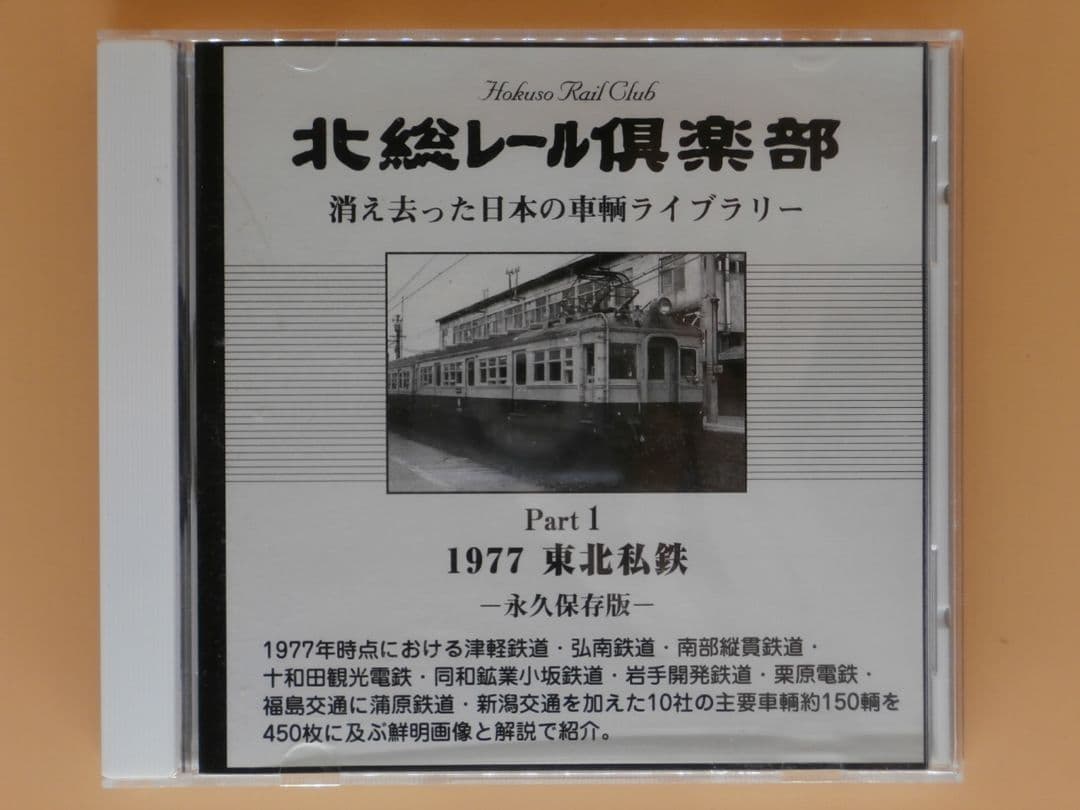 Hokuso Rail Club
北総レール倶楽部
消え去った日本の車輌ライブラリー
Part 1
1977 東北私鉄
－永久保存版－
1977年時点における津軽鉄道・弘南鉄道・南部縦貫鉄道・
十和田観光電鉄・同和鉱業小坂鉄道・岩手開発鉄道・栗原電鉄・
福島交通に蒲原鉄道・新潟交通を加えた10社の主要車輌約150輌を
450枚に及ぶ鮮明画像と解説で紹介。